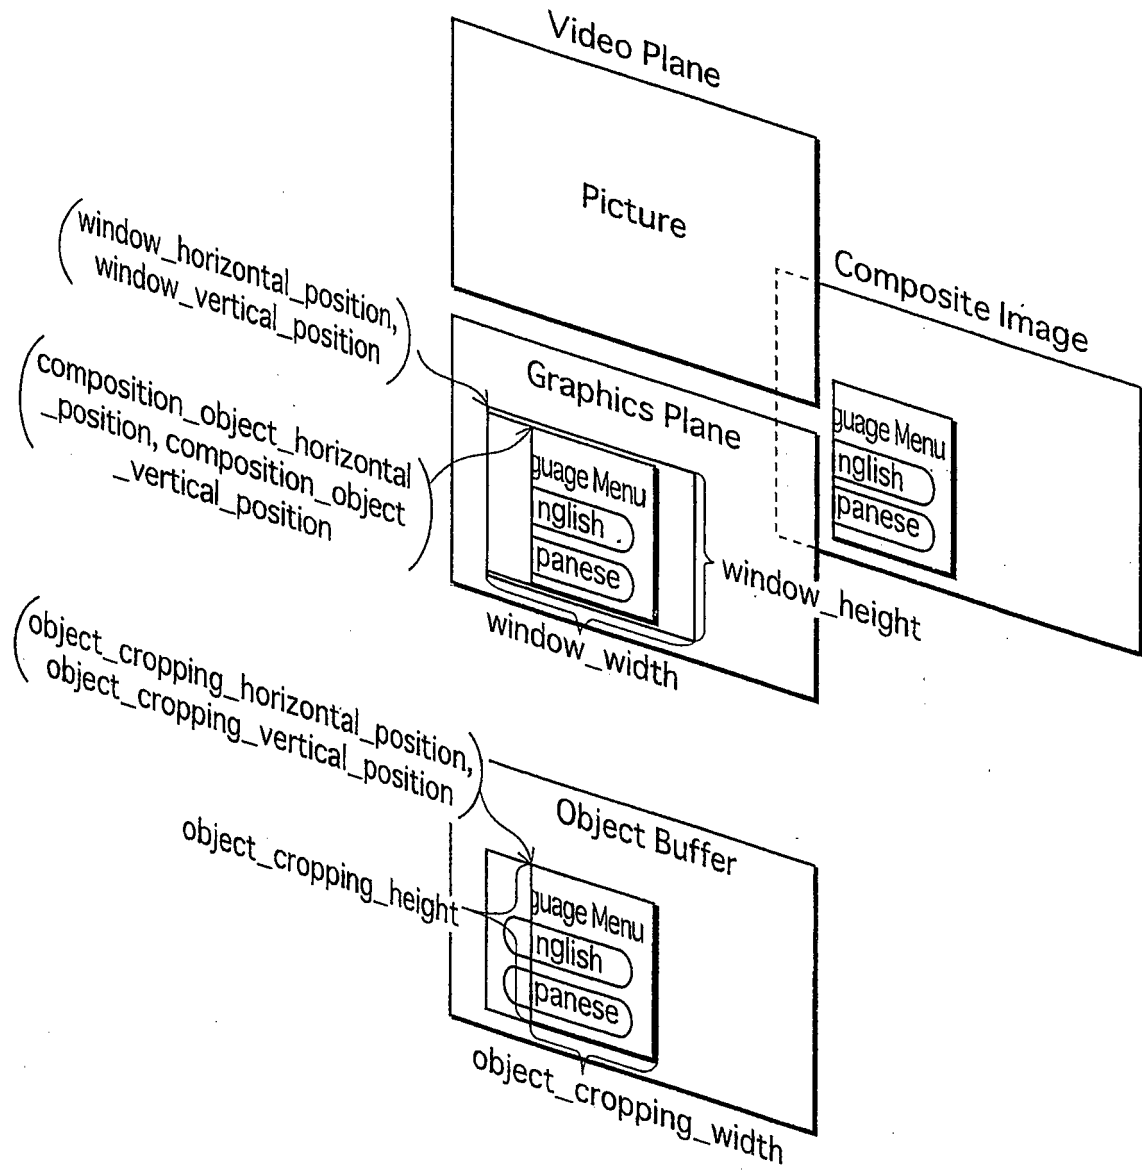 Video Plane
Picture
(window_horizontal_position,
window_vertical_position)
Composite Image
(composition_object_horizontal
_position, composition_object
_vertical_position)
Graphics Plane
guage Menu
nglish
panese
guage Menu
nglish
panese
window_height
window_width
(object_cropping_horizontal_position,
object_cropping_vertical_position)
Object Buffer
object_cropping_height
guage Menu
nglish
panese
object_cropping_width